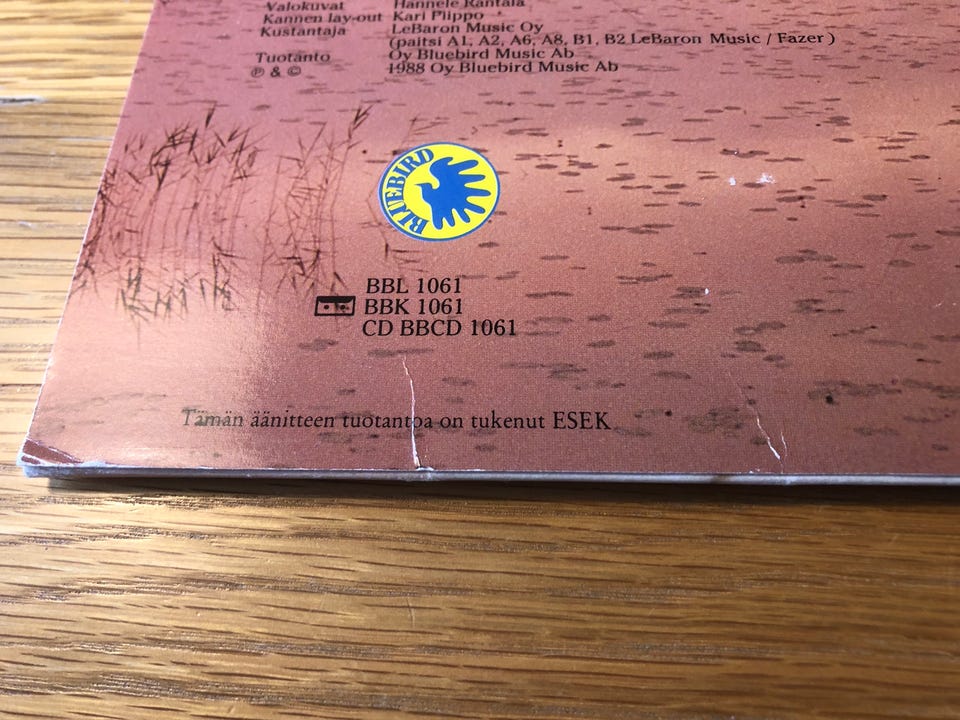 Valokuvat Hannele Rantala
Kannen lay-out Kari Piippo
Kustantaja LeBaron Music Oy
(paitsi A1, A2, A6, A8, B1, B2 LeBaron Music / Fazer)
Tuotanto Oy Bluebird Music Ab
℗ & © 1988 Oy Bluebird Music Ab
BLUEBIRD
BBL 1061
BBK 1061
CD BBCD 1061
Tämän äänitteen tuotantoa on tukenut ESEK